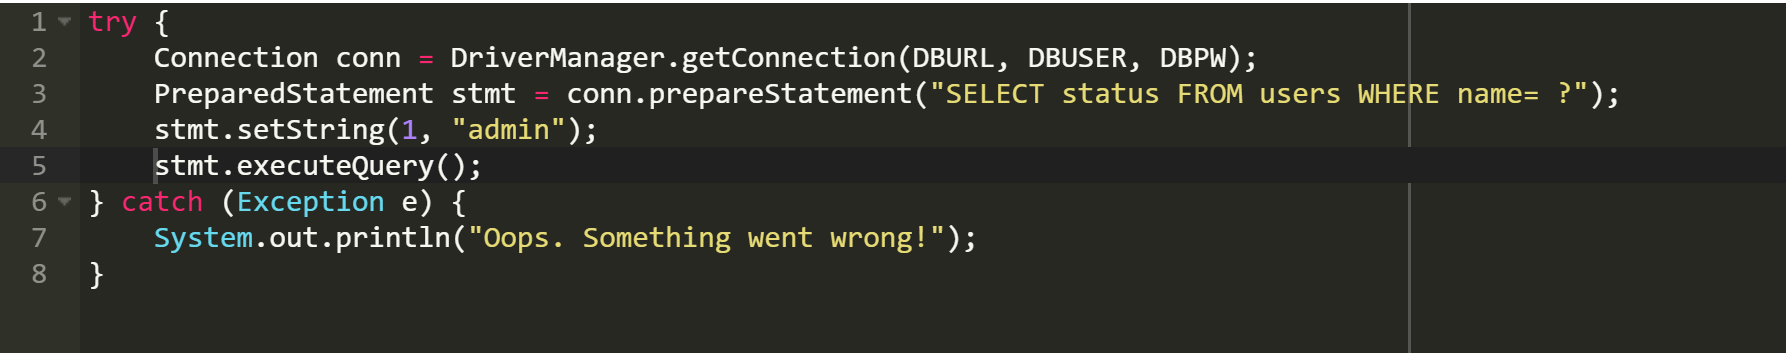 1 try {
2 Connection conn = DriverManager.getConnection(DBURL, DBUSER, DBPW);
3 PreparedStatement stmt = conn.prepareStatement("SELECT status FROM users WHERE name= ?");
4 stmt.setString(1, "admin");
5 stmt.executeQuery();
6 } catch (Exception e) {
7 System.out.println("Oops. Something went wrong!");
8 }